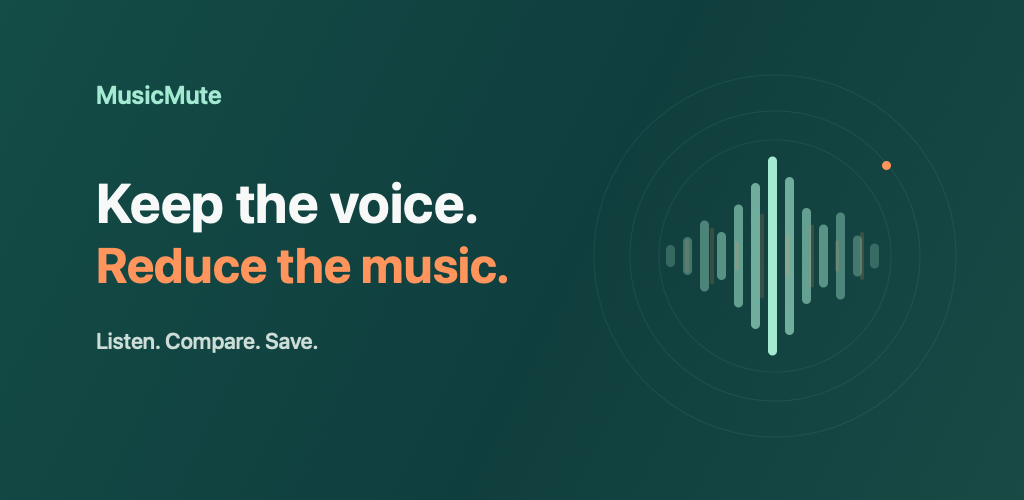 MusicMute
Keep the voice.
Reduce the music.
Listen. Compare. Save.